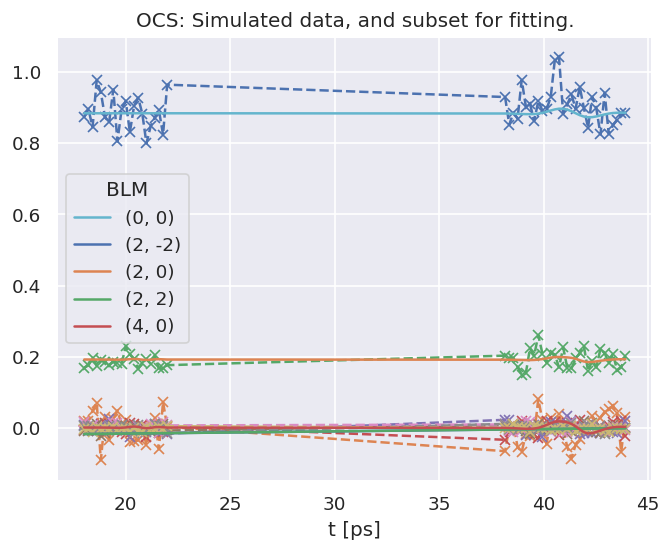 OCS: Simulated data, and subset for fitting.
1.0
0.8
0.6
0.4
0.2
0.0
BLM
(0, 0)
(2, -2)
(2, 0)
(2, 2)
(4, 0)
20 25 30 35 40 45
t [ps]